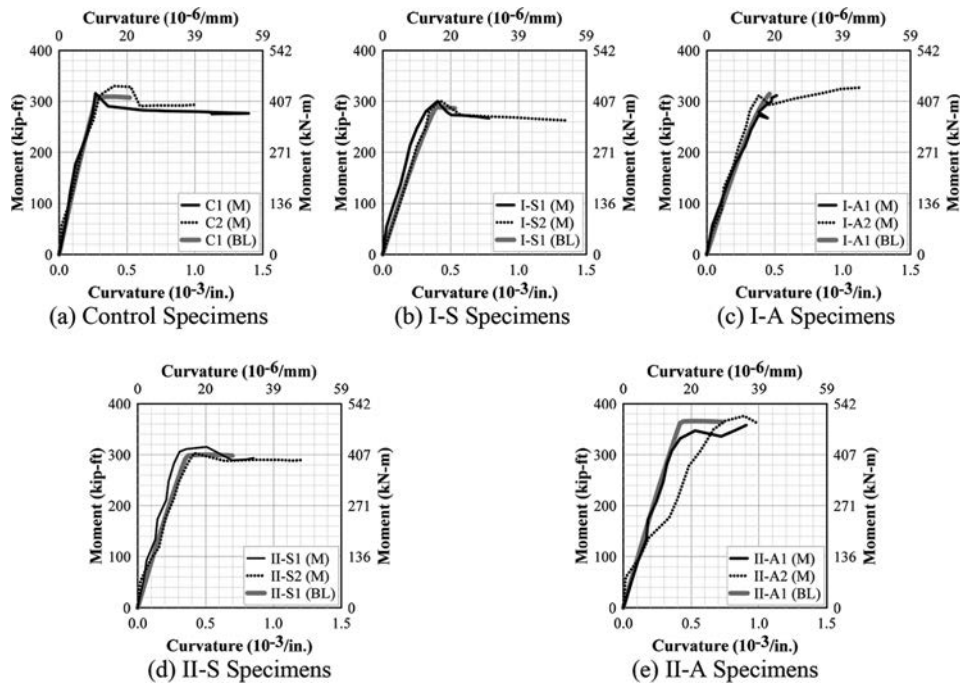 Curvature (10-6/mm)
0 20 39 59
400 542
300 407
200 271
100 136
0 0
Moment (kip-ft)
Moment (kN-m)
C1 (M)
C2 (M)
C1 (BL)
0.0 0.5 1.0 1.5
Curvature (10-3/in.)
(a) Control Specimens
Curvature (10-6/mm)
0 20 39 59
400 542
300 407
200 271
100 136
0 0
Moment (kip-ft)
Moment (kN-m)
I-S1 (M)
I-S2 (M)
I-S1 (BL)
0.0 0.5 1.0 1.5
Curvature (10-3/in.)
(b) I-S Specimens
Curvature (10-6/mm)
0 20 39 59
400 542
300 407
200 271
100 136
0 0
Moment (kip-ft)
Moment (kN-m)
I-A1 (M)
I-A2 (M)
I-A1 (BL)
0.0 0.5 1.0 1.5
Curvature (10-3/in.)
(c) I-A Specimens
Curvature (10-6/mm)
0 20 39 59
400 542
300 407
200 271
100 136
0 0
Moment (kip-ft)
Moment (kN-m)
II-S1 (M)
II-S2 (M)
II-S1 (BL)
0.0 0.5 1.0 1.5
Curvature (10-3/in.)
(d) II-S Specimens
Curvature (10-6/mm)
0 20 39 59
400 542
300 407
200 271
100 136
0 0
Moment (kip-ft)
Moment (kN-m)
II-A1 (M)
II-A2 (M)
II-A1 (BL)
0.0 0.5 1.0 1.5
Curvature (10-3/in.)
(e) II-A Specimens